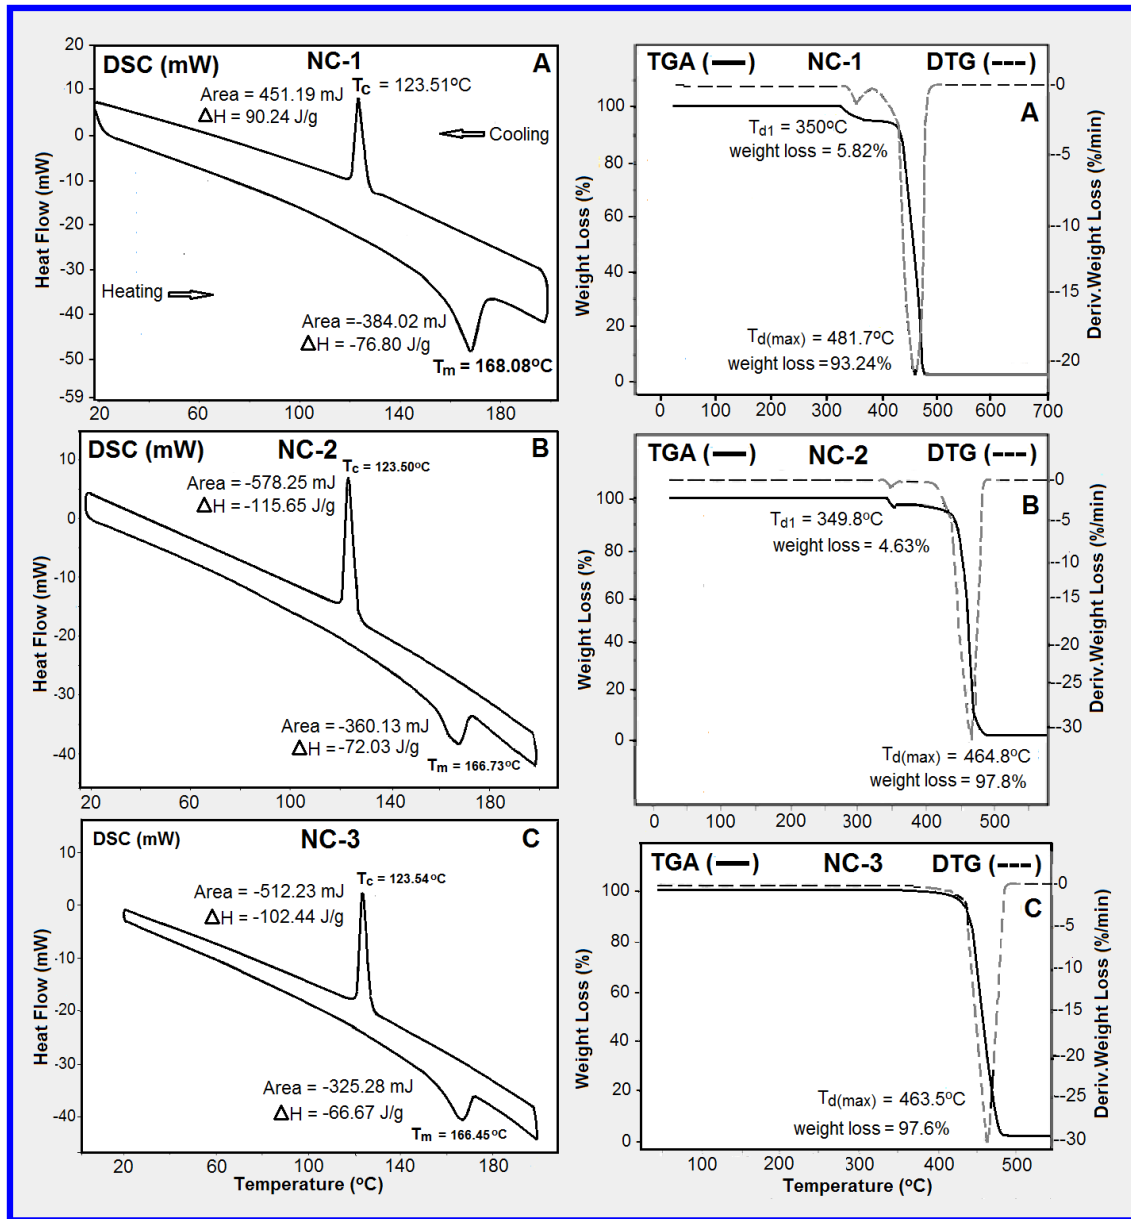 DSC (mW) NC-1 A
Area = 451.19 mJ
ΔH = 90.24 J/g
Tc = 123.51ºC
Cooling
Heating
Area=-384.02 mJ
ΔH = -76.80 J/g
Tm = 168.08ºC
Heat Flow (mW)
20
10
0
-10
-20
-30
-40
-50
-59
20 60 100 140 180
TGA (—) NC-1 DTG (---)
A
Td1 = 350ºC
weight loss = 5.82%
Td(max) = 481.7ºC
weight loss = 93.24%
Weight Loss (%)
100
80
60
40
20
0
Deriv.Weight Loss (%/min)
--0
--5
--10
--15
--20
0 100 200 300 400 500 600 700
DSC (mW) NC-2 B
Tc = 123.50ºC
Area = -578.25 mJ
ΔH = -115.65 J/g
Area = -360.13 mJ
ΔH = -72.03 J/g
Tm = 166.73ºC
Heat Flow (mW)
10
0
-10
-20
-30
-40
20 60 100 140 180
TGA (—) NC-2 DTG (---)
B
Td1 = 349.8ºC
weight loss = 4.63%
Td(max) = 464.8ºC
weight loss = 97.8%
Weight Loss (%)
100
80
60
40
20
0
Deriv.Weight Loss (%/min)
--0
--5
--10
--15
--20
--25
--30
0 100 200 300 400 500
DSC (mW) NC-3 C
Tc = 123.54ºC
Area = -512.23 mJ
ΔH = -102.44 J/g
Area = -325.28 mJ
ΔH = -66.67 J/g
Tm = 166.45ºC
Heat Flow (mW)
10
0
-10
-20
-30
-40
20 60 100 140 180
Temperature (ºC)
TGA (—) NC-3 DTG (---)
C
Td(max) = 463.5ºC
weight loss = 97.6%
Weight Loss (%)
100
80
60
40
20
0
Deriv.Weight Loss (%/min)
--0
--5
--10
--15
--20
--25
--30
100 200 300 400 500
Temperature (ºC)